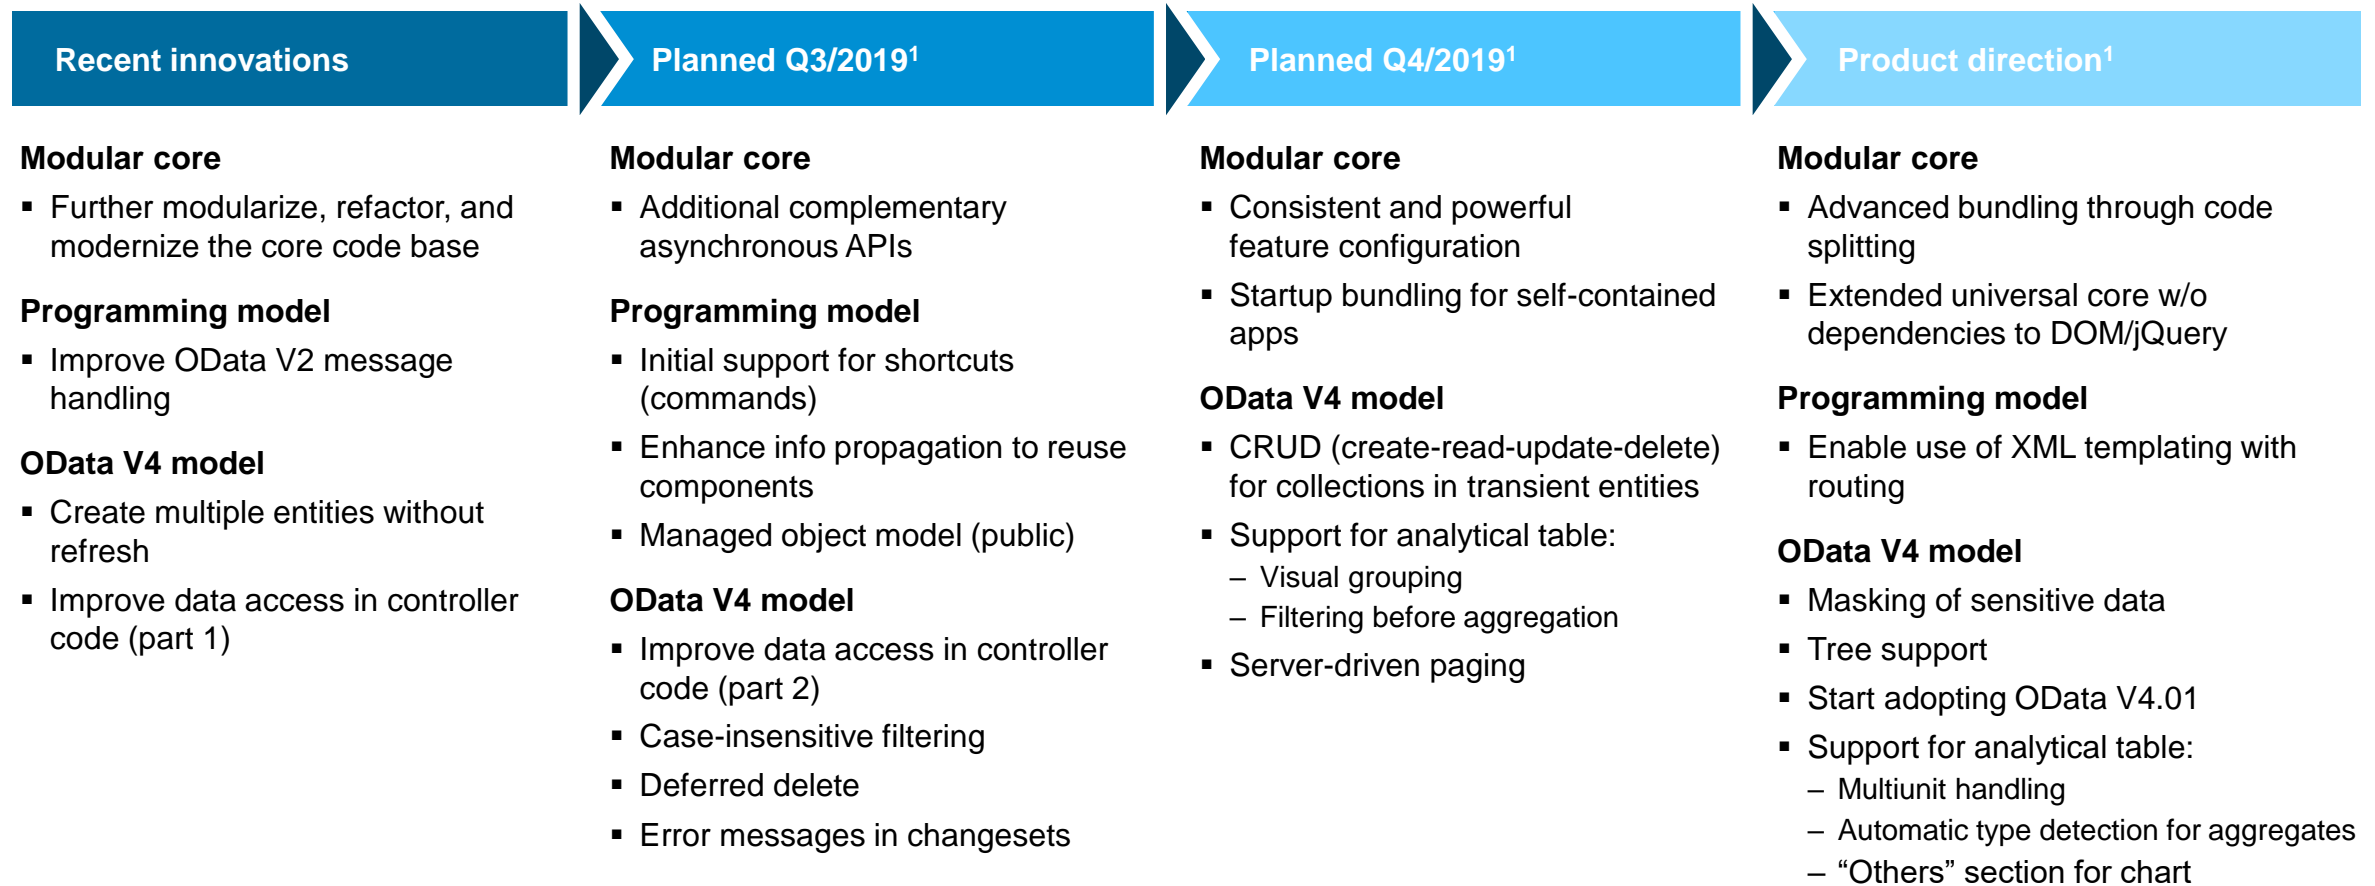 Recent innovations
Planned Q3/2019¹
Planned Q4/2019¹
Product direction¹
Modular core
▪ Further modularize, refactor, and
modernize the core code base
Programming model
▪ Improve OData V2 message
handling
OData V4 model
▪ Create multiple entities without
refresh
▪ Improve data access in controller
code (part 1)
Modular core
▪ Additional complementary
asynchronous APIs
Programming model
▪ Initial support for shortcuts
(commands)
▪ Enhance info propagation to reuse
components
▪ Managed object model (public)
OData V4 model
▪ Improve data access in controller
code (part 2)
▪ Case-insensitive filtering
▪ Deferred delete
▪ Error messages in changesets
Modular core
▪ Consistent and powerful
feature configuration
▪ Startup bundling for self-contained
apps
OData V4 model
▪ CRUD (create-read-update-delete)
for collections in transient entities
▪ Support for analytical table:
– Visual grouping
– Filtering before aggregation
▪ Server-driven paging
Modular core
▪ Advanced bundling through code
splitting
▪ Extended universal core w/o
dependencies to DOM/jQuery
Programming model
▪ Enable use of XML templating with
routing
OData V4 model
▪ Masking of sensitive data
▪ Tree support
▪ Start adopting OData V4.01
▪ Support for analytical table:
– Multiunit handling
– Automatic type detection for aggregates
– “Others” section for chart